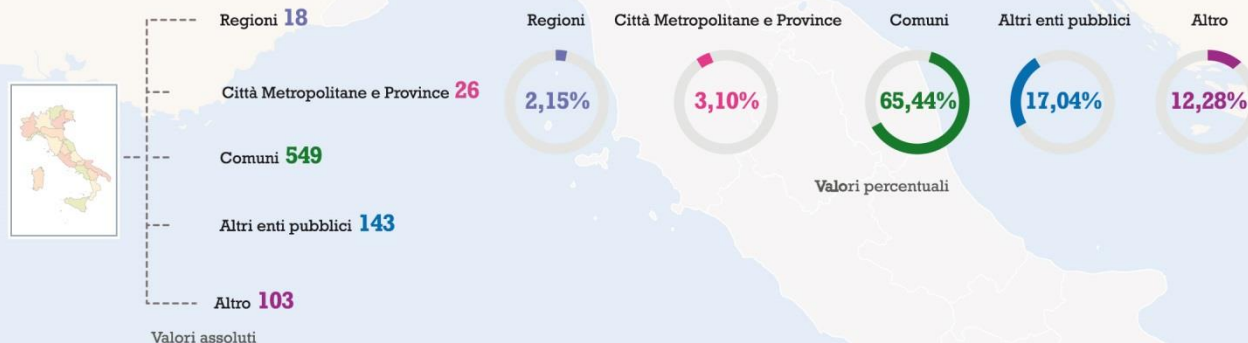 Regioni 18
Città Metropolitane e Province 26
Comuni 549
Altri enti pubblici 143
Altro 103
Valori assoluti
Regioni
2,15%
Città Metropolitane e Province
3,10%
Comuni
65,44%
Altri enti pubblici
17,04%
Altro
12,28%
Valori percentuali